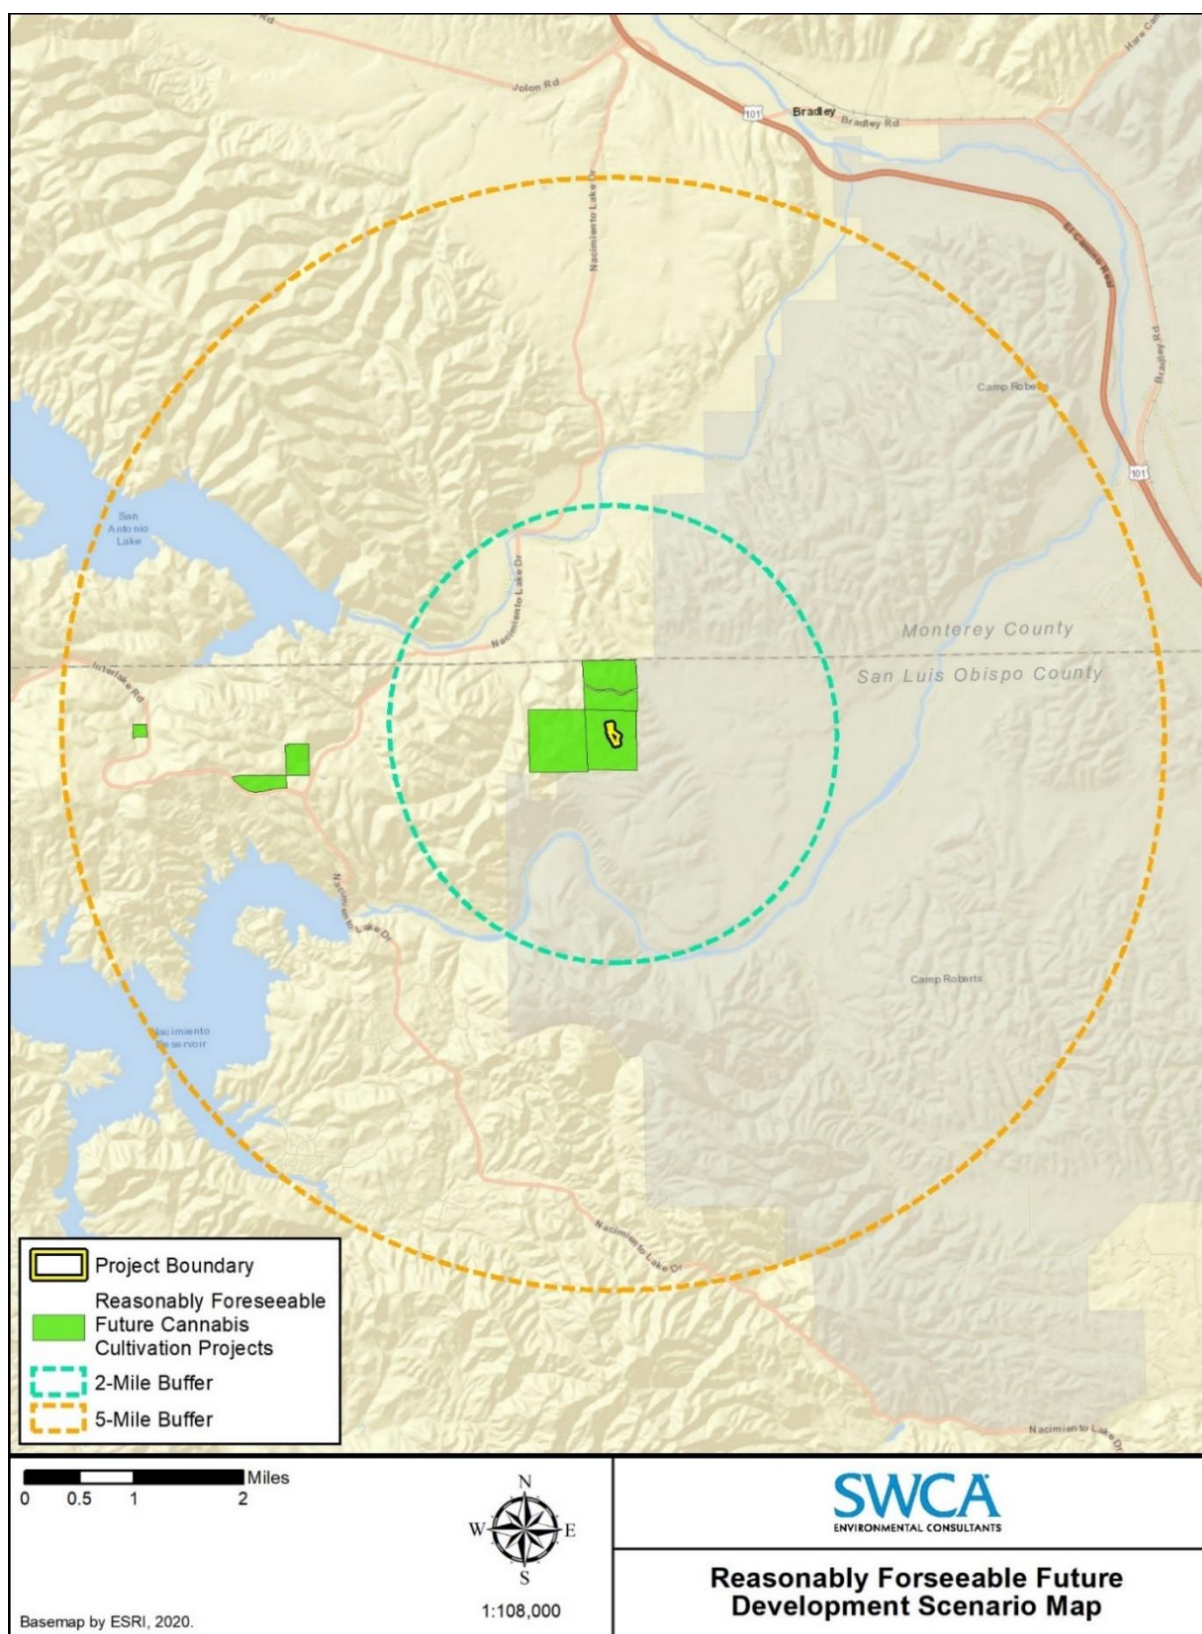 Jolon Rd
Hare Can
101
Bradley
Bradley Rd
Nacimiento Lake Dr
El Camino Real
Bradley Rd
Camp Roberts
101
San
Antonio
Lake
Nacimiento Lake Dr
Monterey County
San Luis Obispo County
Interlake Rd
Nacimiento Lake Dr
Camp Roberts
Nacimiento
Reservoir
Nacimiento Lake Dr
Nacimiento Lake Dr
Project Boundary
Reasonably Foreseeable
Future Cannabis
Cultivation Projects
2-Mile Buffer
5-Mile Buffer
Miles
0 0.5 1 2
N
W E
S
1:108,000
Basemap by ESRI, 2020.
SWCA
ENVIRONMENTAL CONSULTANTS
Reasonably Forseeable Future
Development Scenario Map